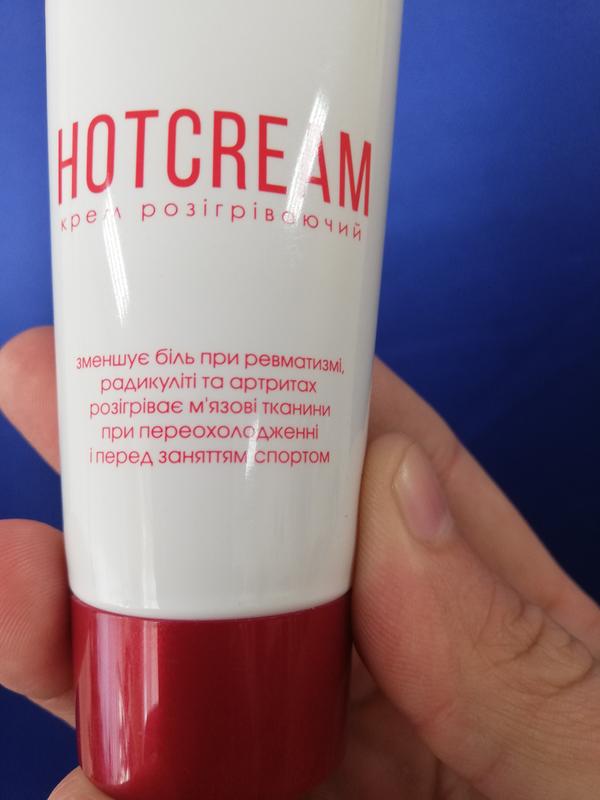 HOTCREAM
крем розігріваючий
зменшує біль при ревматизмі,
радикуліті та артритах
розігріває м'язові тканини
при переохолодженні
і перед заняттям спортом